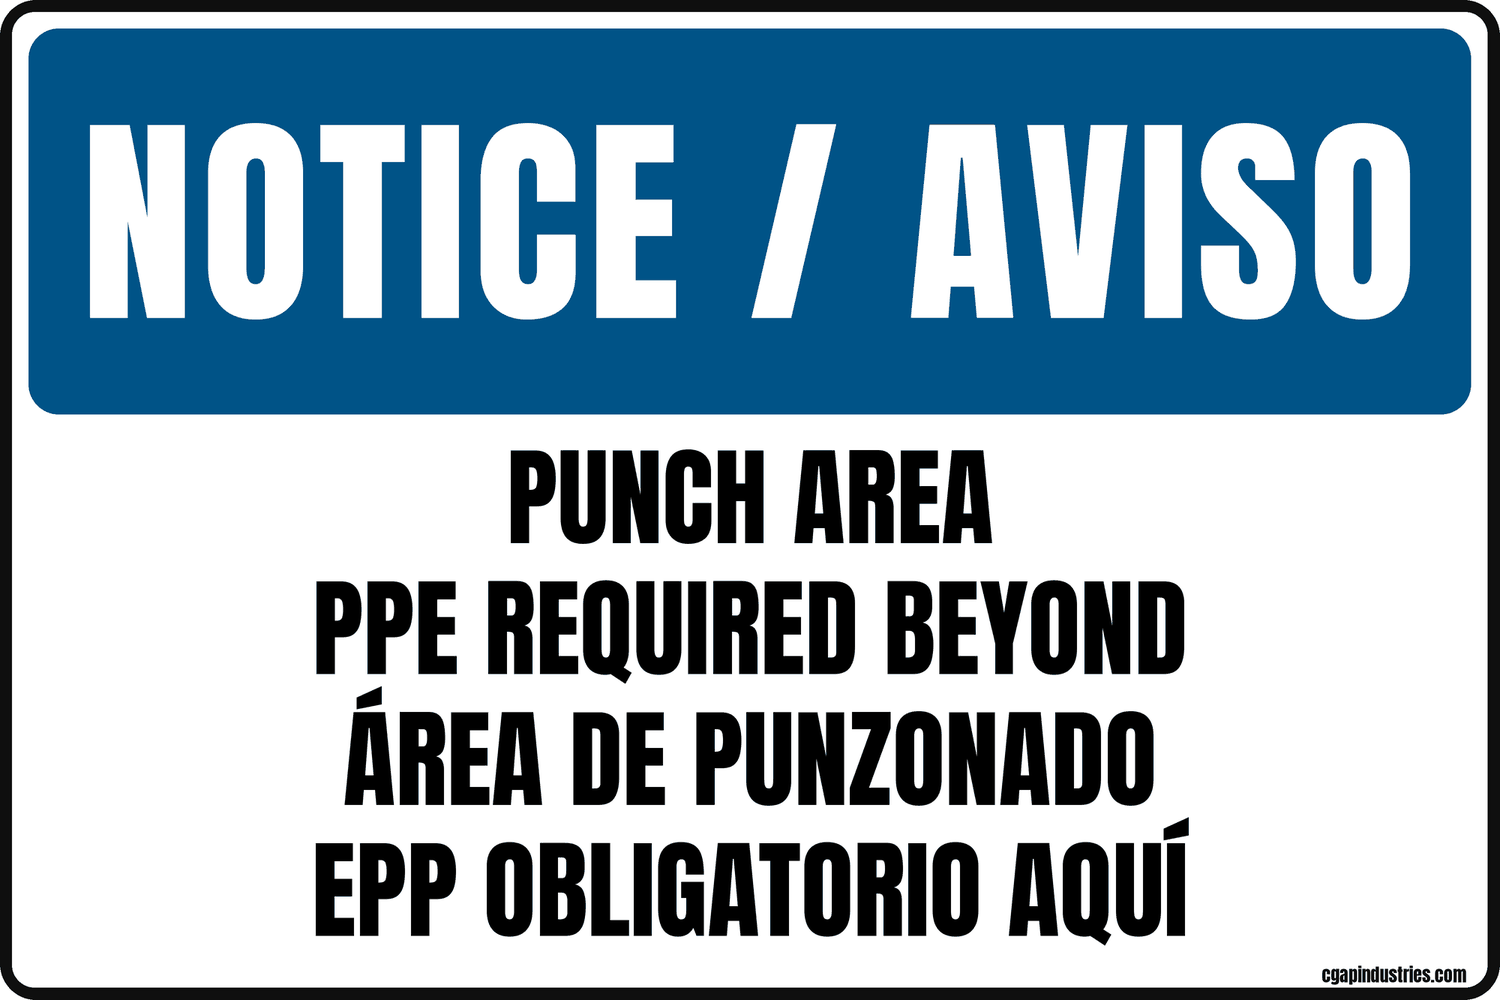 NOTICE / AVISO
PUNCH AREA
PPE REQUIRED BEYOND
ÁREA DE PUNZONADO
EPP OBLIGATORIO AQUÍ
cgapindustries.com